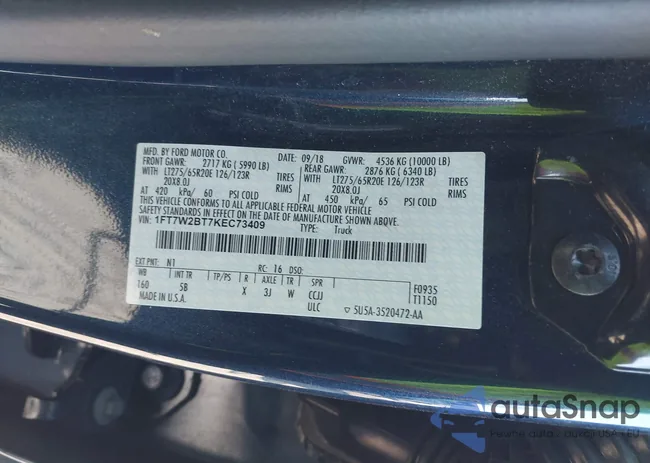 MFD. BY FORD MOTOR CO. DATE: 09/18 GVWR: 4536 KG (10000 LB)
FRONT GAWR: 2717 KG ( 5990 LB) REAR GAWR: 2876 KG ( 6340 LB)
WITH LT275/65R20E 126/123R TIRES WITH LT275/65R20E 126/123R TIRES
20X8.0J RIMS 20X8.0J RIMS
AT 420 kPa/ 60 PSI COLD AT 450 kPa/ 65 PSI COLD
THIS VEHICLE CONFORMS TO ALL APPLICABLE FEDERAL MOTOR VEHICLE
SAFETY STANDARDS IN EFFECT ON THE DATE OF MANUFACTURE SHOWN ABOVE.
VIN: 1FT7W2BT7KEC73409 TYPE: Truck
EXT PNT: N1 RC: 16 DSO:
WB INT TR TP/PS R AXLE TR SPR F0935
160 5B X 3J W CCJJ T1150
MADE IN U.S.A. ULC ▽ 5U5A-3520472-AA
autoSnap
Pewne auta z aukcji USA i EU